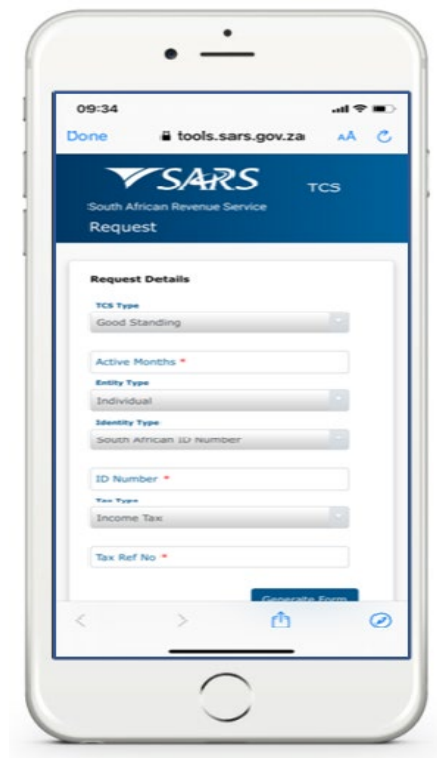 09:34
Done tools.sars.gov.za AA
SARS TCS
South African Revenue Service
Request
Request Details
TCS Type
Good Standing
Active Months *
Entity Type
Individual
Identity Type
South African ID Number
ID Number *
Tax Type
Income Tax
Tax Ref No *
Generate Form